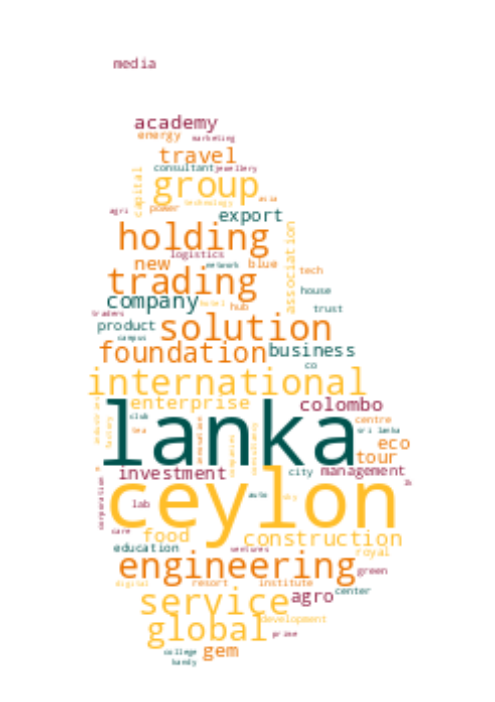 media
academy
energy marketing
travel
consultant jewellery
capital
group
asia
technology
agri power
export
holding
association
logistics
new network blue
tech
trading
house
company hotel
hub
trust
traders
product solution
campus
foundation business
co
international
enterprise colombo
club
centre
lanka
tea
sri lanka
eco
tour
investment city management
ceylon
corporation
auto sky
lab
care food construction
education ventures royal
engineering green
digital resort institute
service agro center
global development
prime
college gem
kandy